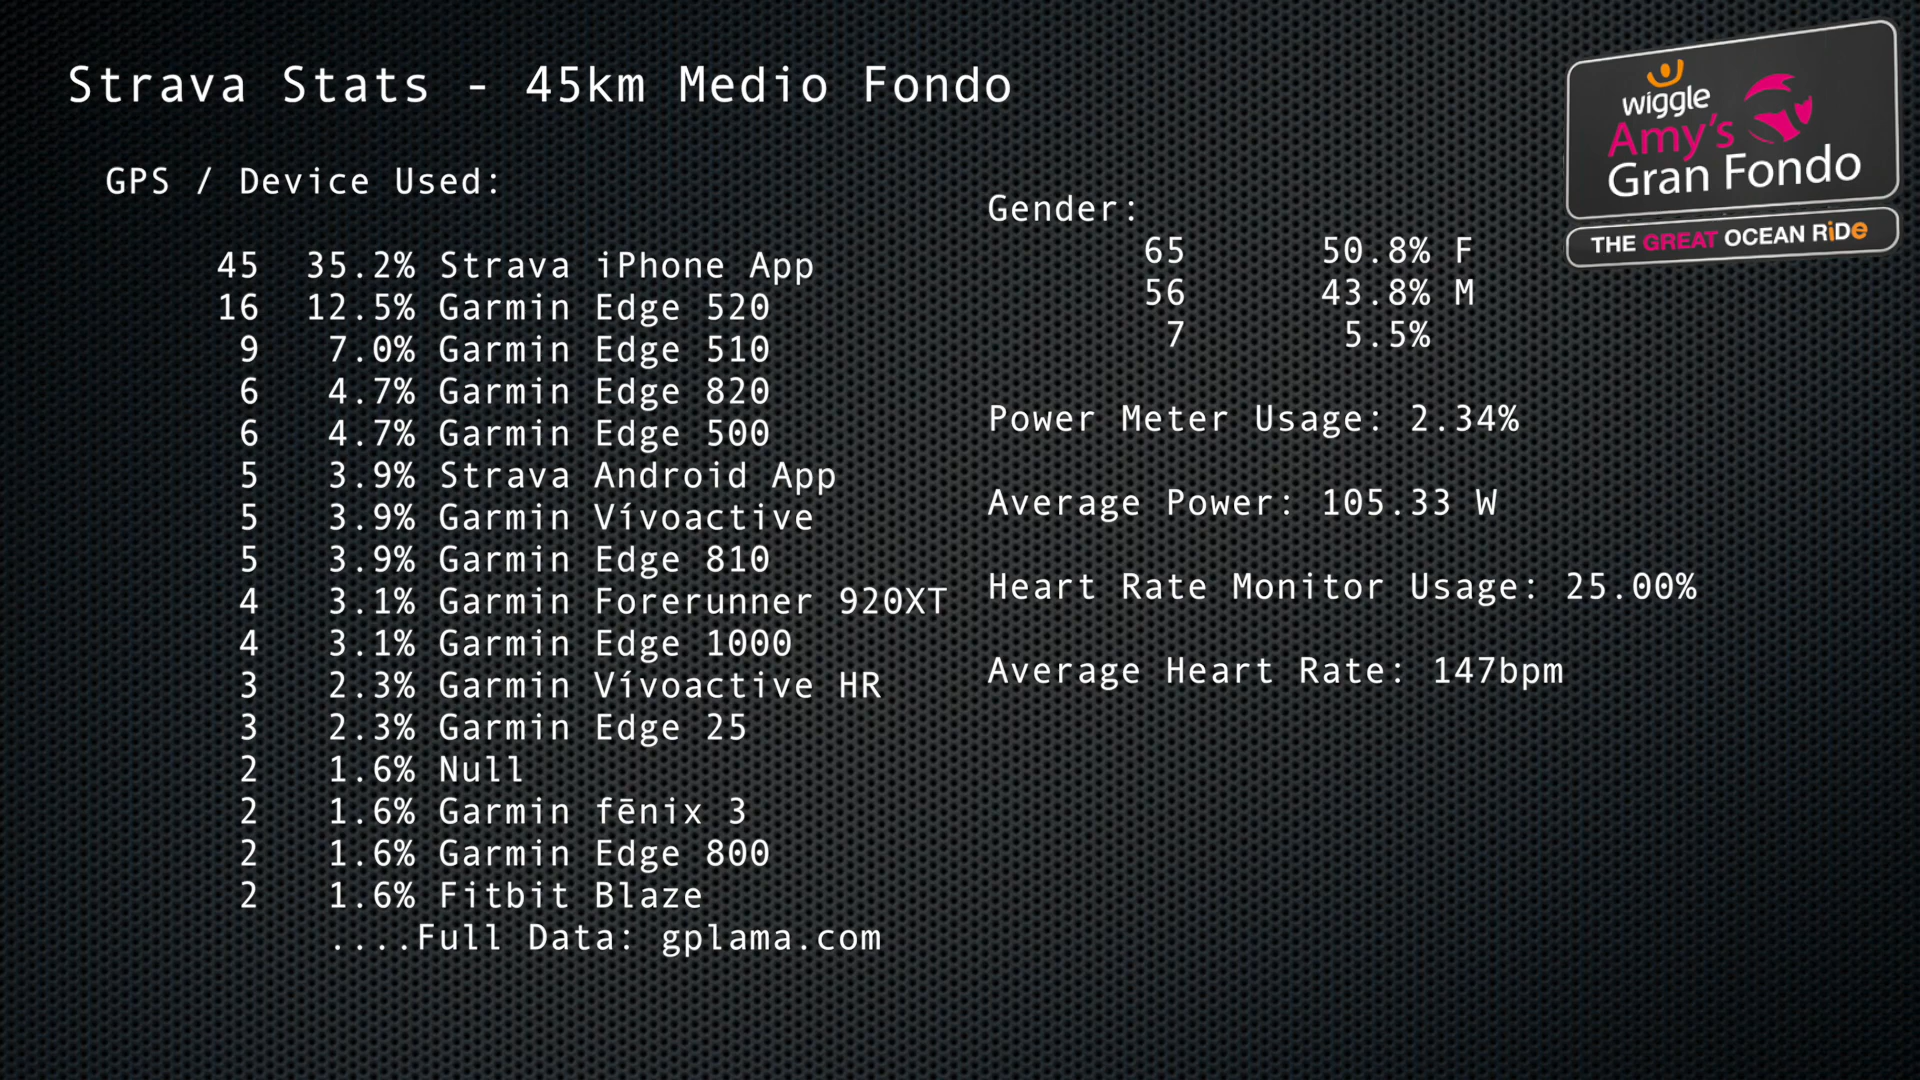 Strava Stats - 45km Medio Fondo
wiggle
Amy's
Gran Fondo
THE GREAT OCEAN RiDe
GPS / Device Used:
45 35.2% Strava iPhone App
16 12.5% Garmin Edge 520
9 7.0% Garmin Edge 510
6 4.7% Garmin Edge 820
6 4.7% Garmin Edge 500
5 3.9% Strava Android App
5 3.9% Garmin Vívoactive
5 3.9% Garmin Edge 810
4 3.1% Garmin Forerunner 920XT
4 3.1% Garmin Edge 1000
3 2.3% Garmin Vívoactive HR
3 2.3% Garmin Edge 25
2 1.6% Null
2 1.6% Garmin fēnix 3
2 1.6% Garmin Edge 800
2 1.6% Fitbit Blaze
....Full Data: gplama.com
Gender:
65 50.8% F
56 43.8% M
7 5.5%
Power Meter Usage: 2.34%
Average Power: 105.33 W
Heart Rate Monitor Usage: 25.00%
Average Heart Rate: 147bpm